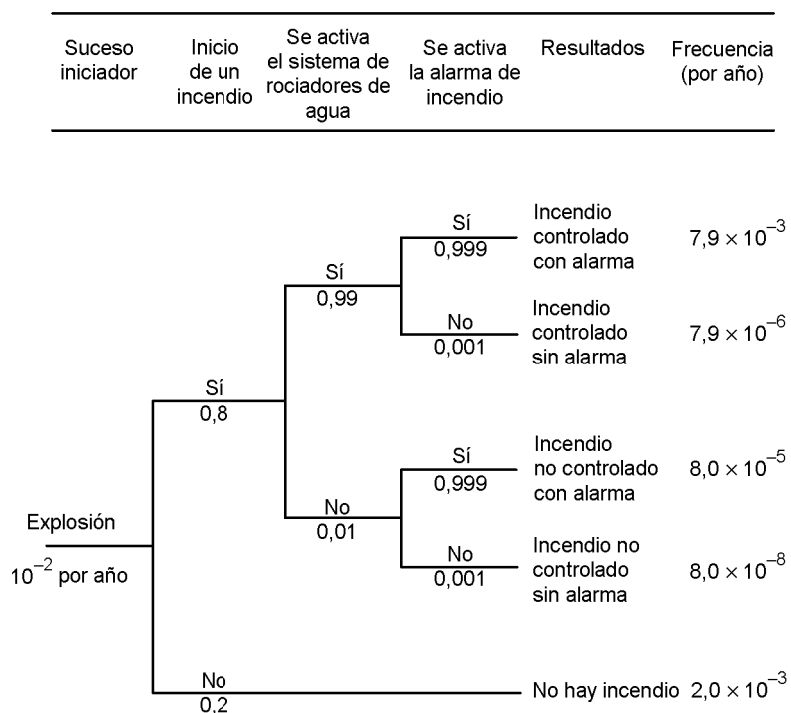 Suceso
iniciador
Inicio
de un
incendio
Se activa
el sistema de
rociadores de
agua
Se activa
la alarma de
incendio
Resultados
Frecuencia
(por año)
Sí
0,999
Incendio
controlado
con alarma
7,9 × 10⁻³
Sí
0,99
No
0,001
Incendio
controlado
sin alarma
7,9 × 10⁻⁶
Sí
0,8
Sí
0,999
Incendio
no controlado
con alarma
8,0 × 10⁻⁵
No
0,01
Explosión
10⁻² por año
No
0,001
Incendio no
controlado
sin alarma
8,0 × 10⁻⁸
No
0,2
No hay incendio 2,0 × 10⁻³